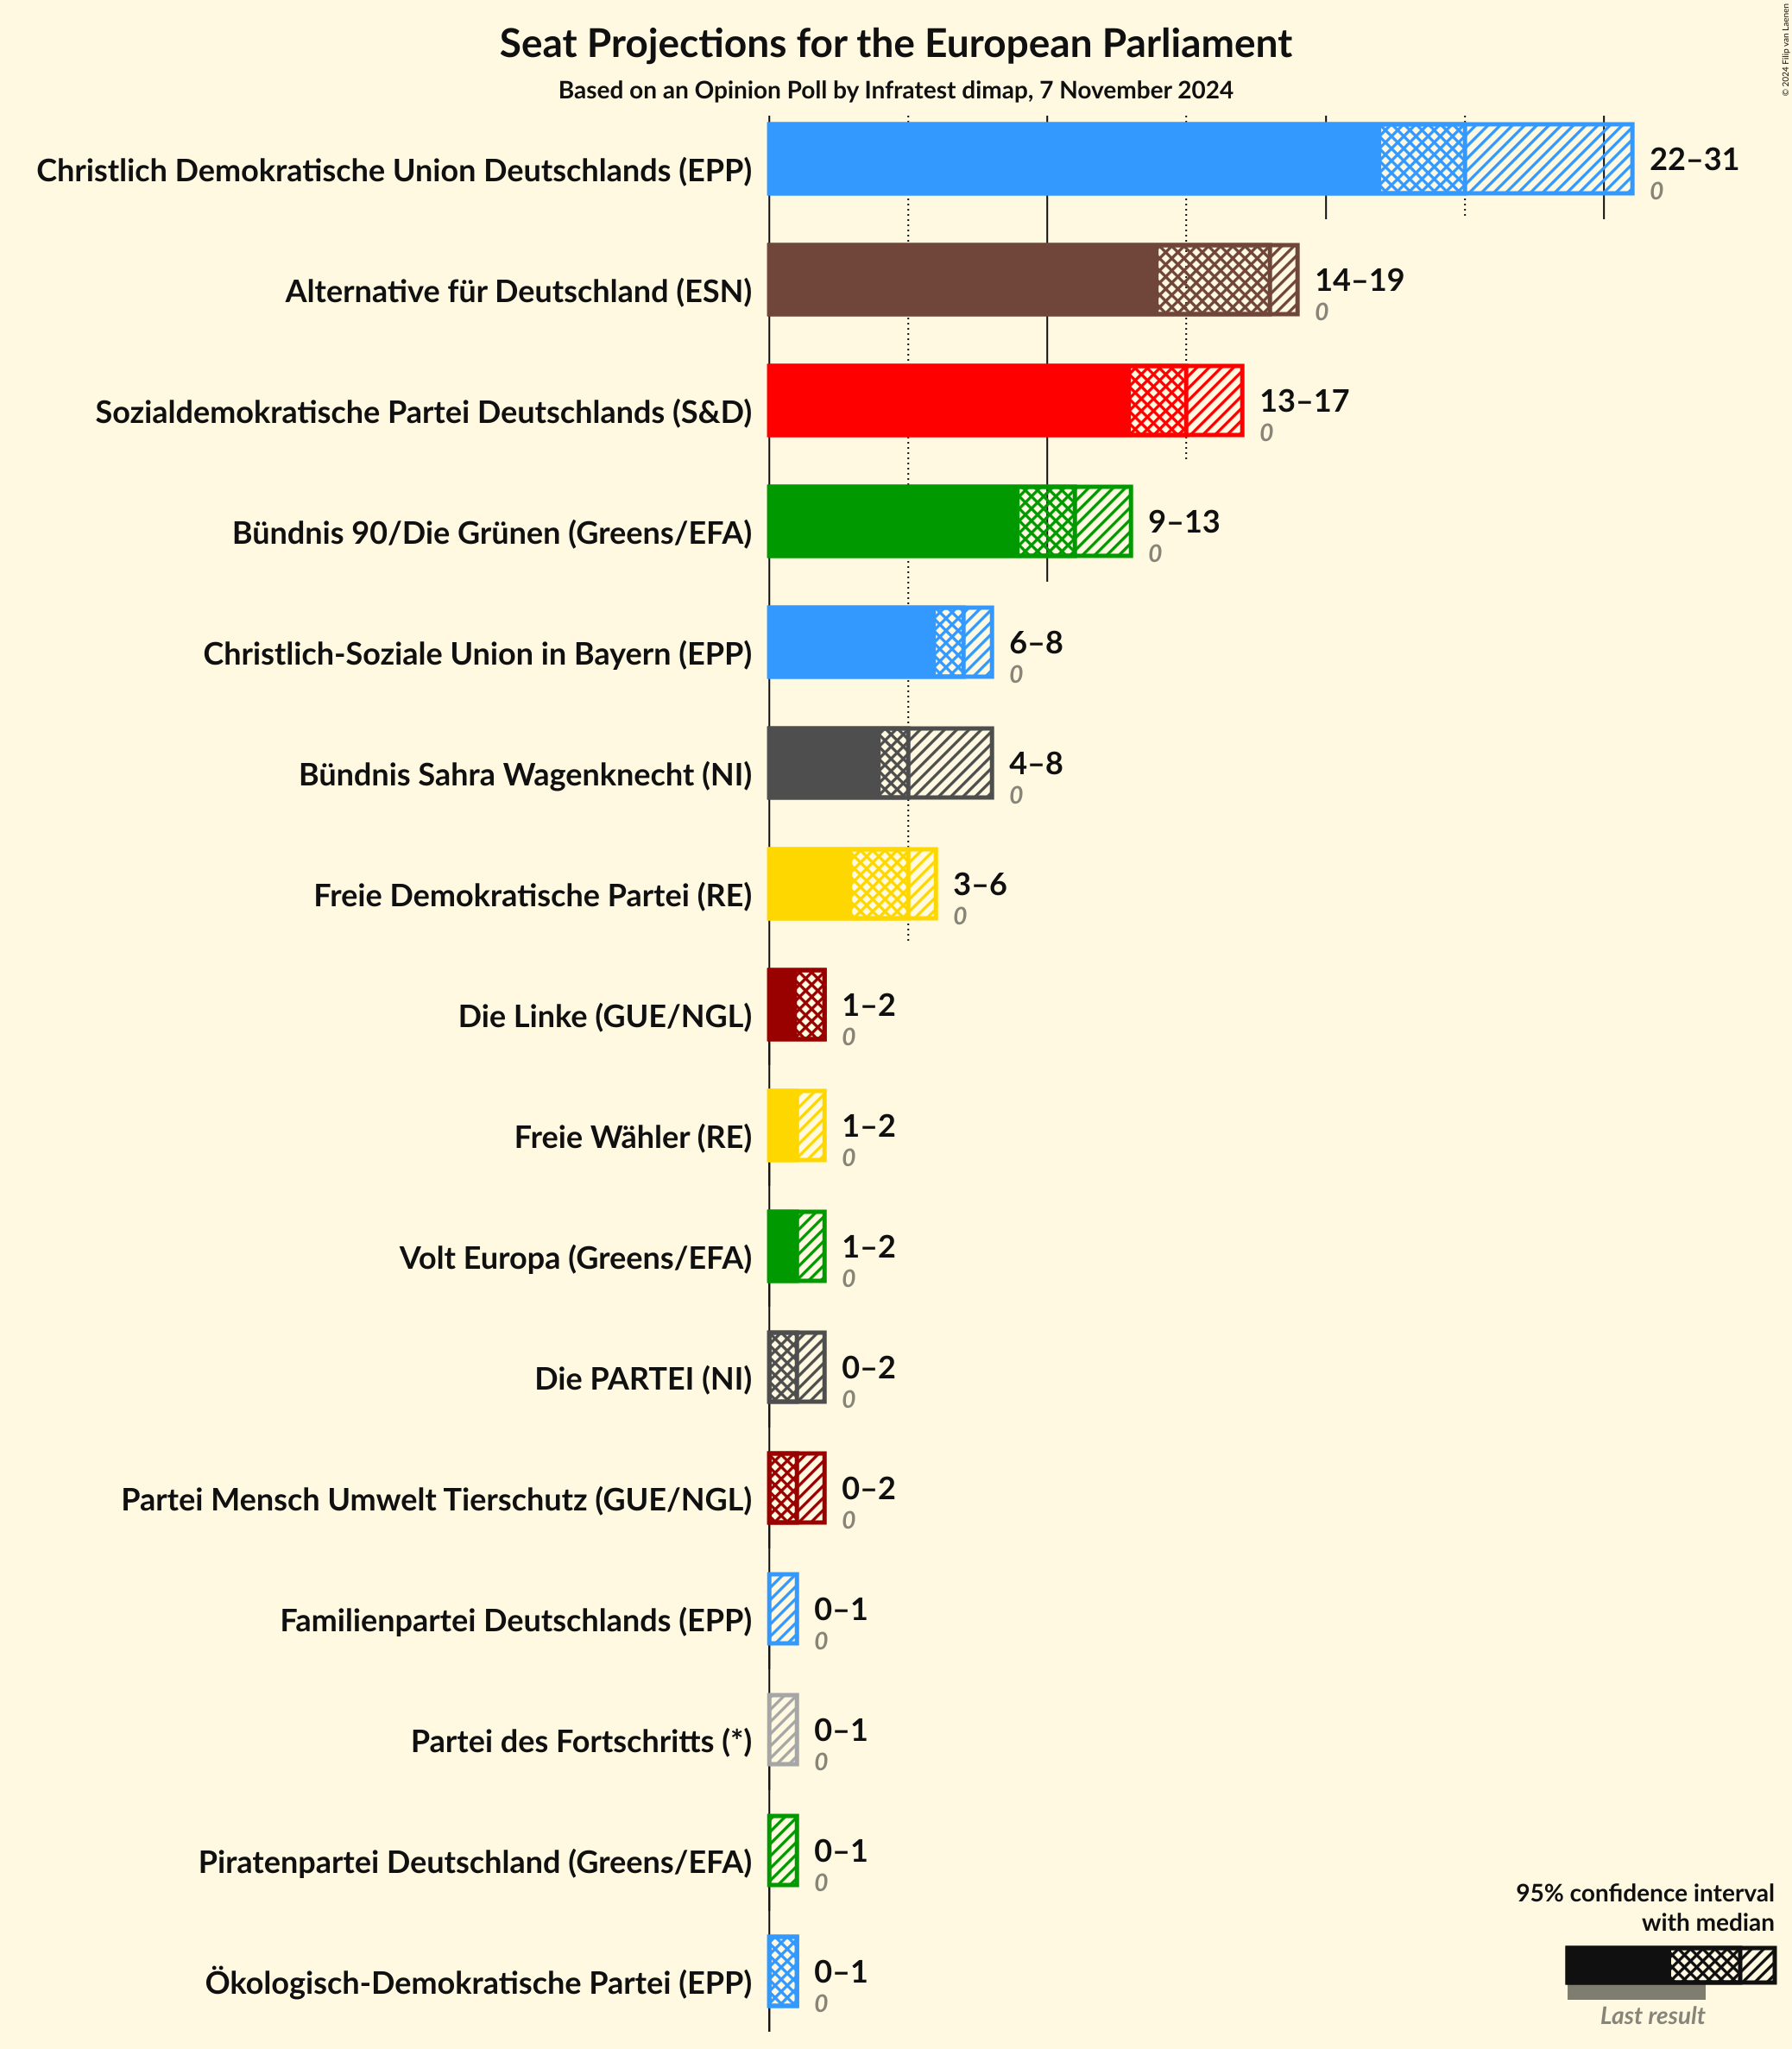 Seat Projections for the European Parliament
Based on an Opinion Poll by Infratest dimap, 7 November 2024
© 2024 Filip van Laenen
Christlich Demokratische Union Deutschlands (EPP)
22–31
0
Alternative für Deutschland (ESN)
14–19
0
Sozialdemokratische Partei Deutschlands (S&D)
13–17
0
Bündnis 90/Die Grünen (Greens/EFA)
9–13
0
Christlich-Soziale Union in Bayern (EPP)
6–8
0
Bündnis Sahra Wagenknecht (NI)
4–8
0
Freie Demokratische Partei (RE)
3–6
0
Die Linke (GUE/NGL)
1–2
0
Freie Wähler (RE)
1–2
0
Volt Europa (Greens/EFA)
1–2
0
Die PARTEI (NI)
0–2
0
Partei Mensch Umwelt Tierschutz (GUE/NGL)
0–2
0
Familienpartei Deutschlands (EPP)
0–1
0
Partei des Fortschritts (*)
0–1
0
Piratenpartei Deutschland (Greens/EFA)
0–1
0
Ökologisch-Demokratische Partei (EPP)
0–1
0
95% confidence interval
with median
Last result